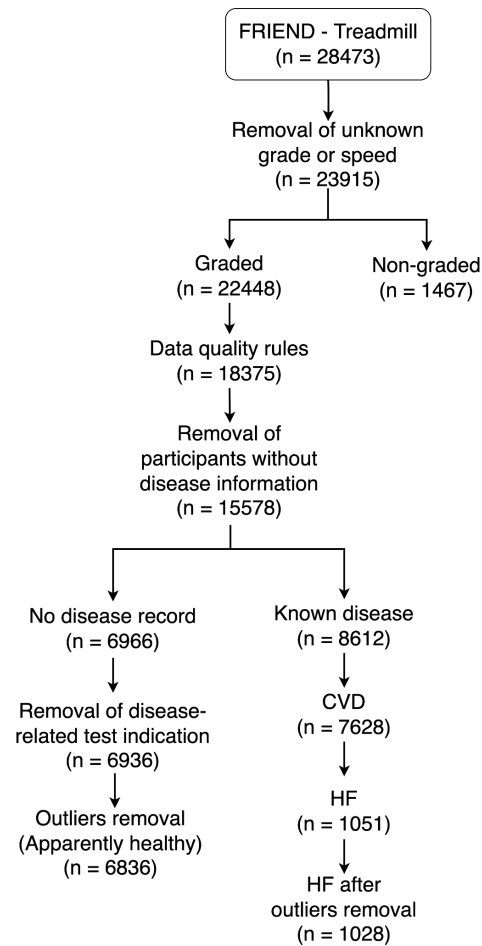 FRIEND - Treadmill
(n = 28473)
Removal of unknown
grade or speed
(n = 23915)
Graded
(n = 22448)
Non-graded
(n = 1467)
Data quality rules
(n = 18375)
Removal of
participants without
disease information
(n = 15578)
No disease record
(n = 6966)
Removal of disease-
related test indication
(n = 6936)
Outliers removal
(Apparently healthy)
(n = 6836)
Known disease
(n = 8612)
CVD
(n = 7628)
HF
(n = 1051)
HF after
outliers removal
(n = 1028)